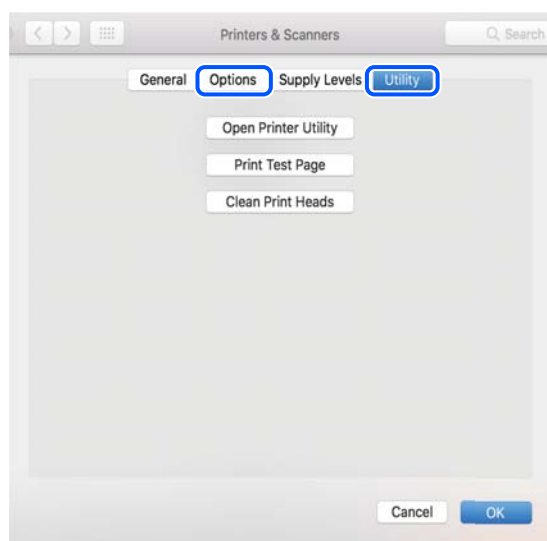 Printers & Scanners Search
General Options Supply Levels Utility
Open Printer Utility
Print Test Page
Clean Print Heads
Cancel OK